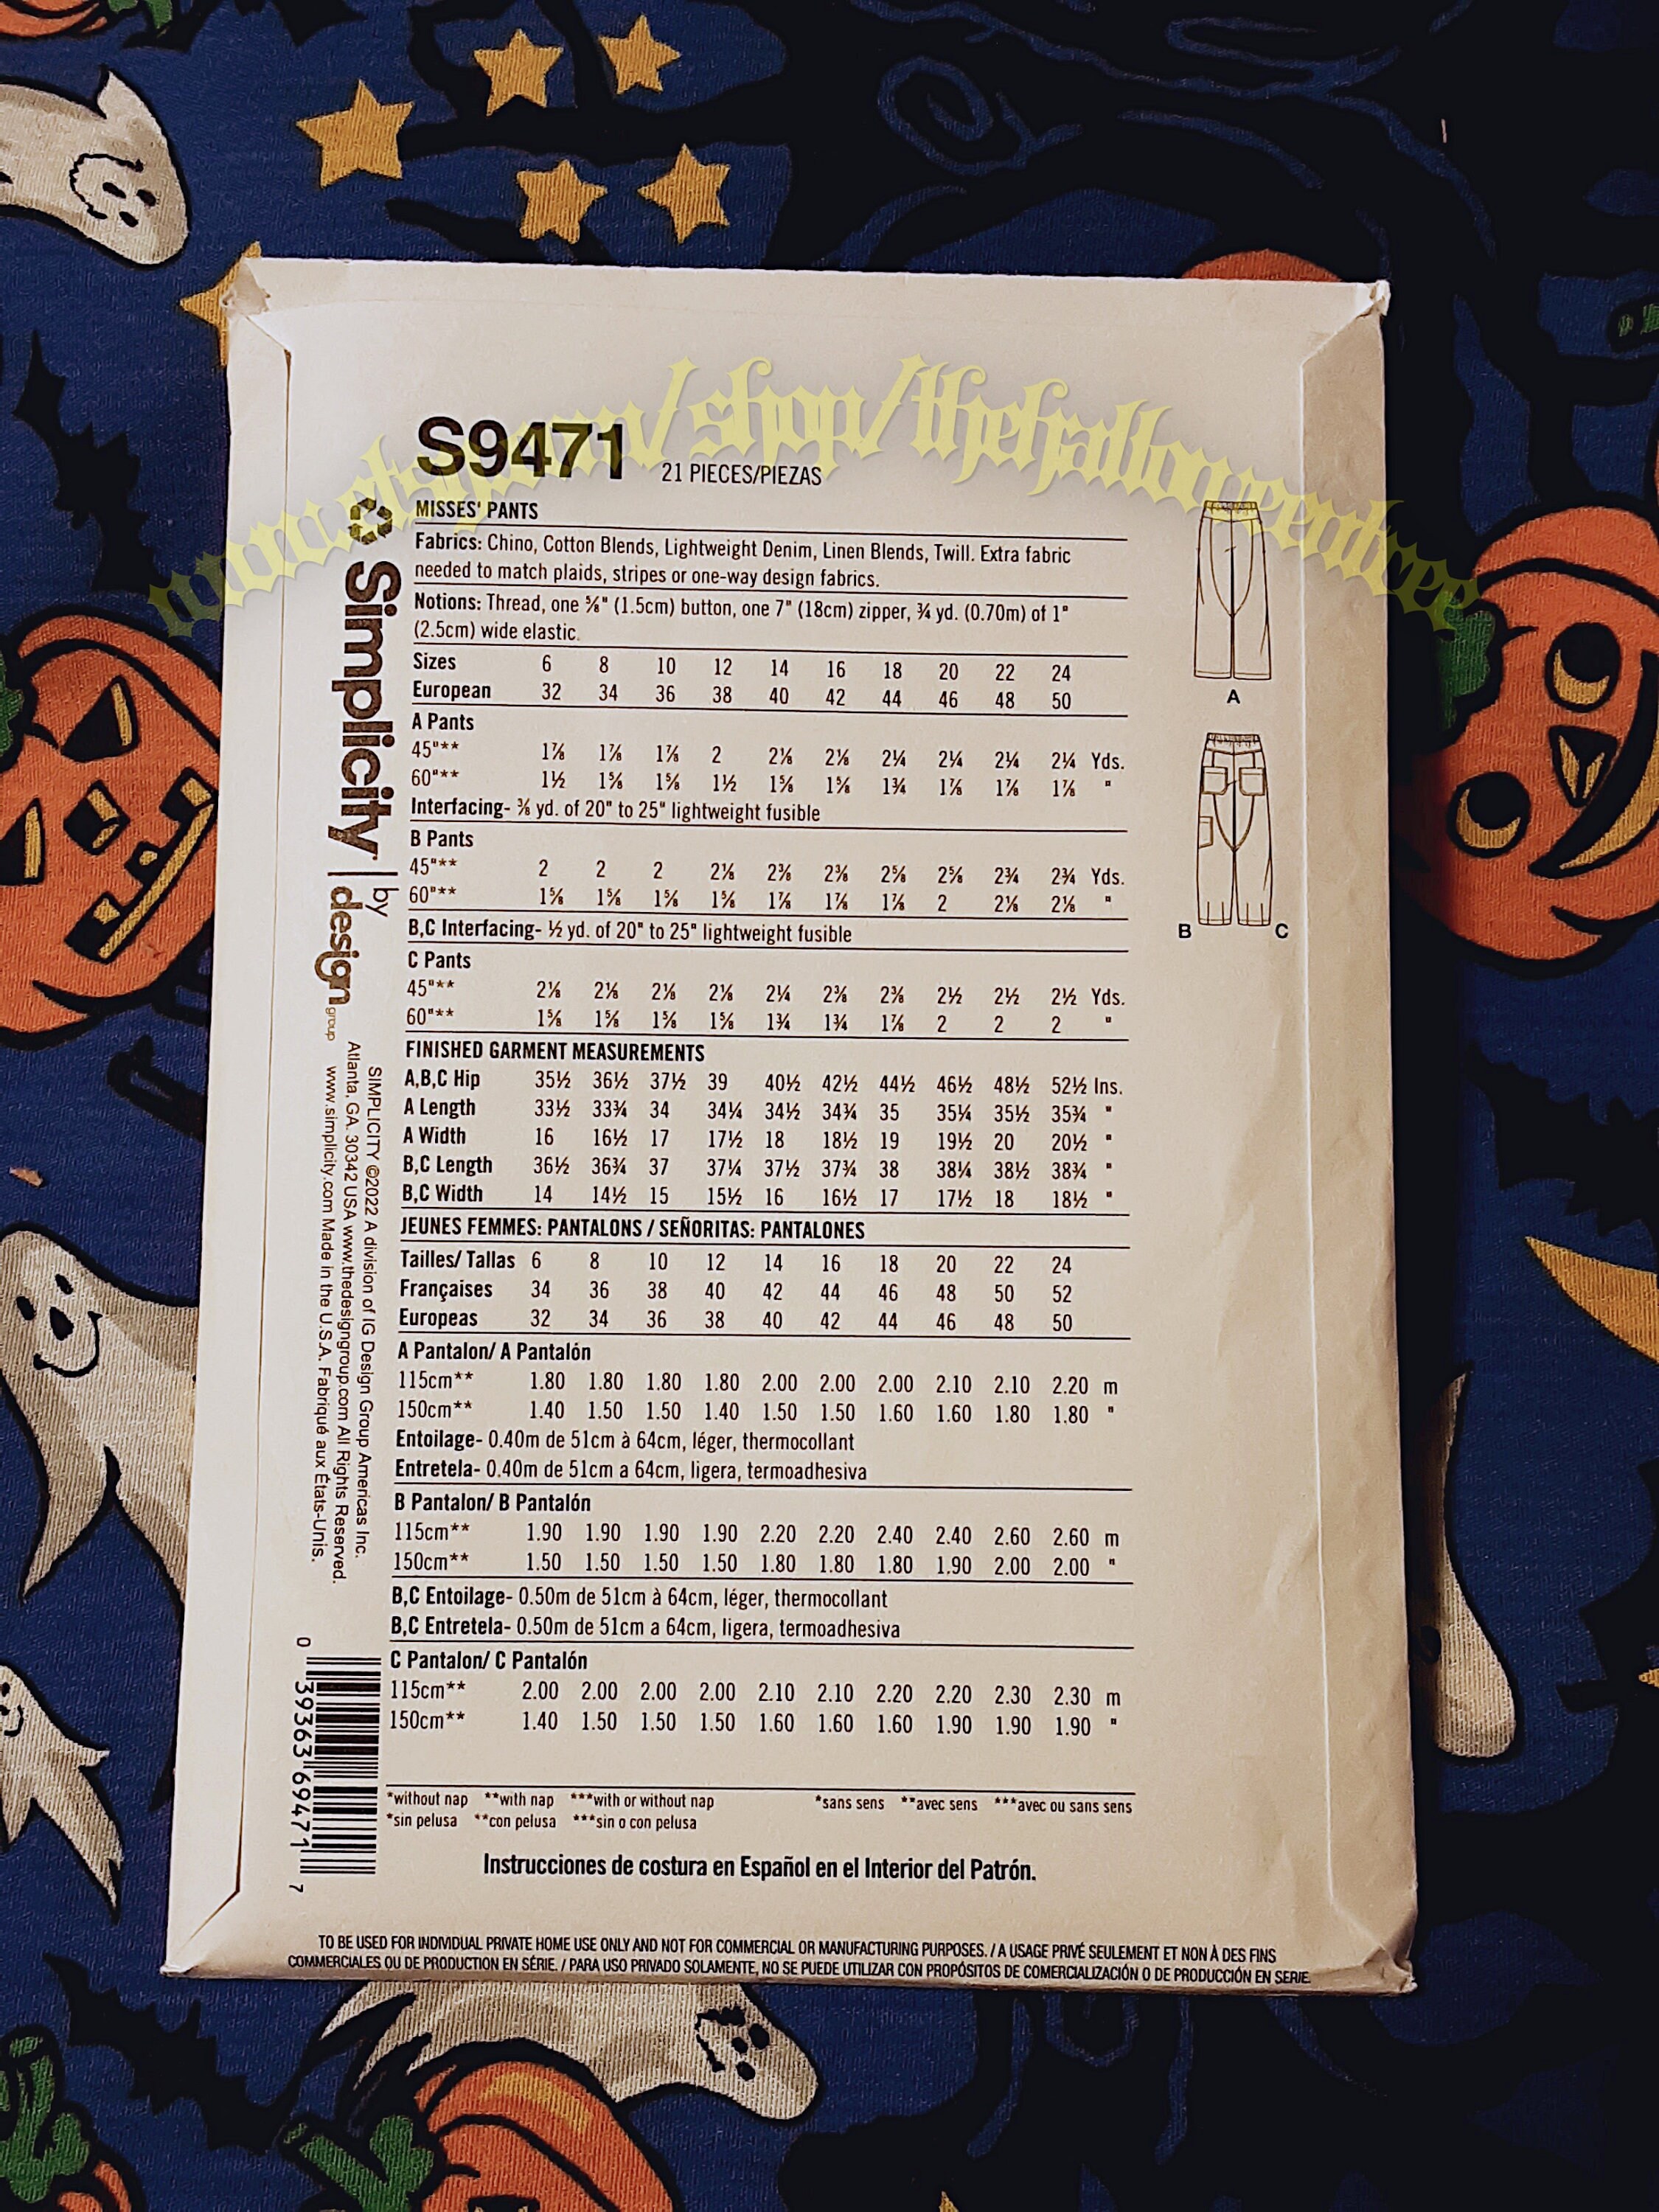 www.etsy.com/shop/thehalloweentree
S9471 21 PIECES/PIEZAS
MISSES' PANTS
Fabrics: Chino, Cotton Blends, Lightweight Denim, Linen Blends, Twill. Extra fabric
needed to match plaids, stripes or one-way design fabrics.
Notions: Thread, one ⅝" (1.5cm) button, one 7" (18cm) zipper, ¾ yd. (0.70m) of 1"
(2.5cm) wide elastic.
Sizes 6 8 10 12 14 16 18 20 22 24
European 32 34 36 38 40 42 44 46 48 50
A Pants
45"** 1⅞ 1⅞ 1⅞ 2 2⅛ 2⅛ 2¼ 2¼ 2¼ 2¼ Yds.
60"** 1½ 1⅝ 1⅝ 1½ 1⅝ 1⅝ 1¾ 1⅞ 1⅞ 1⅞ "
Interfacing- ⅜ yd. of 20" to 25" lightweight fusible
B Pants
45"** 2 2 2 2⅛ 2⅜ 2⅜ 2⅝ 2⅝ 2¾ 2¾ Yds.
60"** 1⅝ 1⅝ 1⅝ 1⅝ 1⅞ 1⅞ 1⅞ 2 2⅛ 2⅛ "
B,C Interfacing- ½ yd. of 20" to 25" lightweight fusible
C Pants
45"** 2⅛ 2⅛ 2⅛ 2⅛ 2¼ 2⅜ 2⅜ 2½ 2½ 2½ Yds.
60"** 1⅝ 1⅝ 1⅝ 1⅝ 1¾ 1¾ 1⅞ 2 2 2 "
FINISHED GARMENT MEASUREMENTS
A,B,C Hip 35½ 36½ 37½ 39 40½ 42½ 44½ 46½ 48½ 52½ Ins.
A Length 33½ 33¾ 34 34¼ 34½ 34¾ 35 35¼ 35½ 35¾ "
A Width 16 16½ 17 17½ 18 18½ 19 19½ 20 20½ "
B,C Length 36½ 36¾ 37 37¼ 37½ 37¾ 38 38¼ 38½ 38¾ "
B,C Width 14 14½ 15 15½ 16 16½ 17 17½ 18 18½ "
JEUNES FEMMES: PANTALONS / SEÑORITAS: PANTALONES
Tailles/ Tallas 6 8 10 12 14 16 18 20 22 24
Françaises 34 36 38 40 42 44 46 48 50 52
Europeas 32 34 36 38 40 42 44 46 48 50
A Pantalon/ A Pantalón
115cm** 1.80 1.80 1.80 1.80 2.00 2.00 2.00 2.10 2.10 2.20 m
150cm** 1.40 1.50 1.50 1.40 1.50 1.50 1.60 1.60 1.80 1.80 "
Entoilage- 0.40m de 51cm à 64cm, léger, thermocollant
Entretela- 0.40m de 51cm a 64cm, ligera, termoadhesiva
B Pantalon/ B Pantalón
115cm** 1.90 1.90 1.90 1.90 2.20 2.20 2.40 2.40 2.60 2.60 m
150cm** 1.50 1.50 1.50 1.50 1.80 1.80 1.80 1.90 2.00 2.00 "
B,C Entoilage- 0.50m de 51cm à 64cm, léger, thermocollant
B,C Entretela- 0.50m de 51cm a 64cm, ligera, termoadhesiva
C Pantalon/ C Pantalón
115cm** 2.00 2.00 2.00 2.00 2.10 2.10 2.20 2.20 2.30 2.30 m
150cm** 1.40 1.50 1.50 1.50 1.60 1.60 1.60 1.90 1.90 1.90 "
*without nap **with nap ***with or without nap *sans sens **avec sens ***avec ou sans sens
*sin pelusa **con pelusa ***sin o con pelusa
Instrucciones de costura en Español en el Interior del Patrón.
TO BE USED FOR INDIVIDUAL PRIVATE HOME USE ONLY AND NOT FOR COMMERCIAL OR MANUFACTURING PURPOSES. / A USAGE PRIVÉ SEULEMENT ET NON À DES FINS
COMMERCIALES OU DE PRODUCTION EN SÉRIE. / PARA USO PRIVADO SOLAMENTE, NO SE PUEDE UTILIZAR CON PROPÓSITOS DE COMERCIALIZACIÓN O DE PRODUCCIÓN EN SERIE.
A
B C
Simplicity by design group
SIMPLICITY ©2022 A division of IG Design Group Americas Inc.
Atlanta, GA. 30342 USA www.thedesigngroup.com All Rights Reserved.
www.simplicity.com Made in the U.S.A. Fabriqué aux États-Unis.
0 39363 69471 7